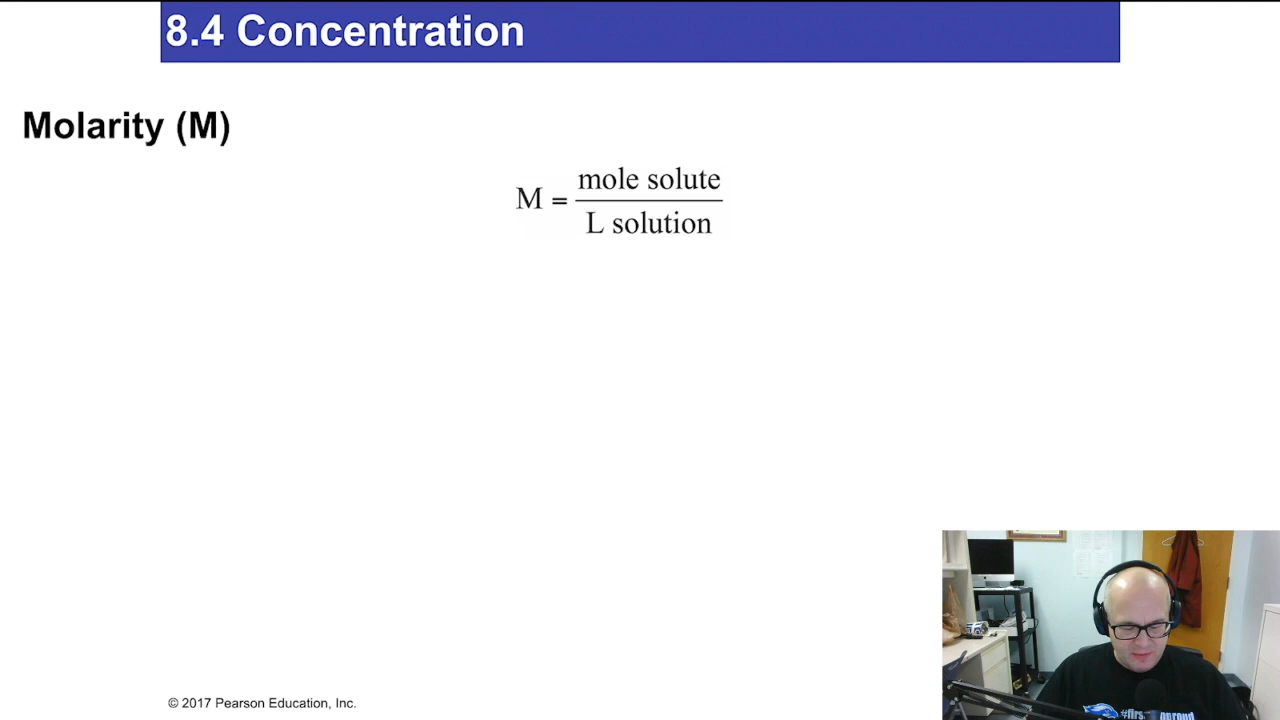 8.4 Concentration
Molarity (M)
M = mole solute / L solution
© 2017 Pearson Education, Inc.